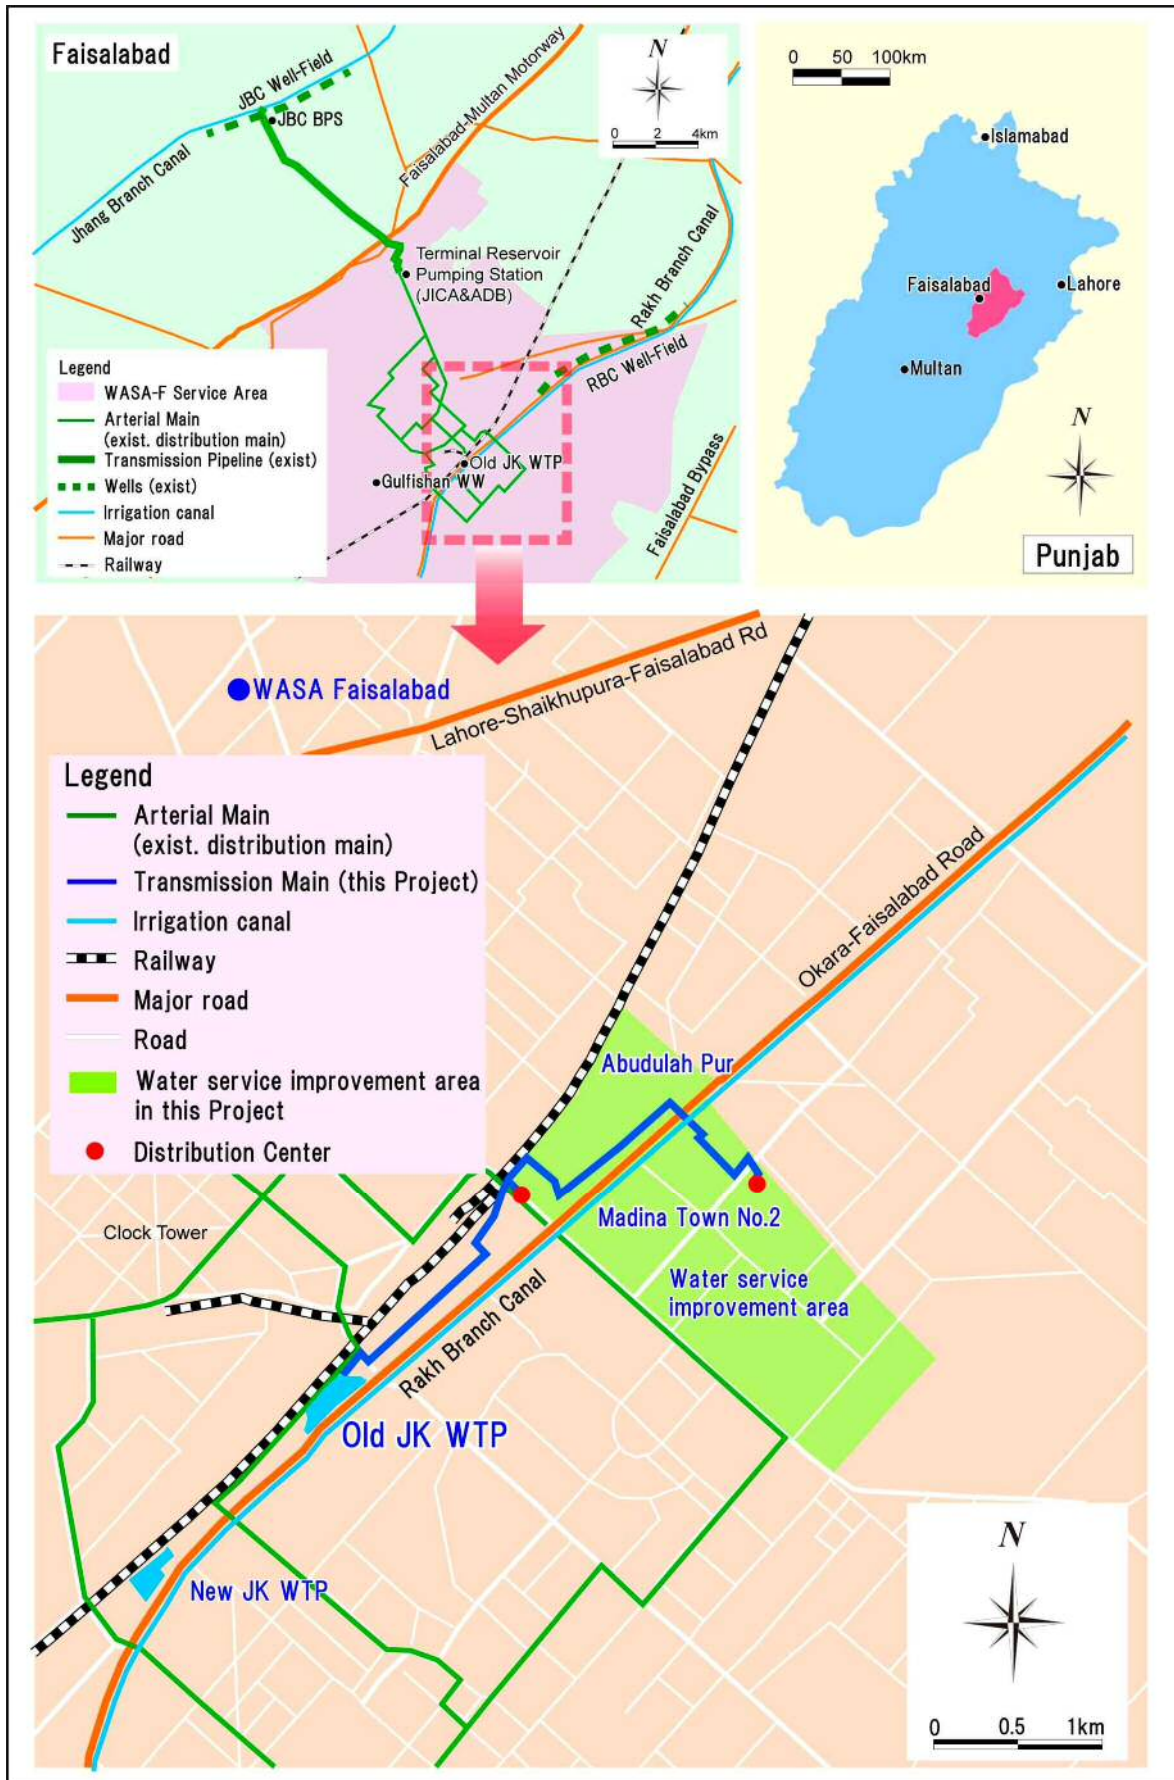 Faisalabad
JBC Well-Field
JBC BPS
Jhang Branch Canal
Faisalabad-Multan Motorway
N
0 2 4km
Terminal Reservoir
Pumping Station
(JICA&ADB)
Rakh Branch Canal
RBC Well-Field
Old JK WTP
Gulfishan WW
Faisalabad Bypass
Legend
WASA-F Service Area
Arterial Main
(exist. distribution main)
Transmission Pipeline (exist)
Wells (exist)
Irrigation canal
Major road
Railway
0 50 100km
Islamabad
Faisalabad
Lahore
Multan
N
Punjab
WASA Faisalabad
Lahore-Shaikhupura-Faisalabad Rd
Legend
Arterial Main
(exist. distribution main)
Transmission Main (this Project)
Irrigation canal
Railway
Major road
Road
Water service improvement area
in this Project
Distribution Center
Okara-Faisalabad Road
Abudulah Pur
Madina Town No.2
Clock Tower
Water service
improvement area
Rakh Branch Canal
Old JK WTP
New JK WTP
N
0 0.5 1km